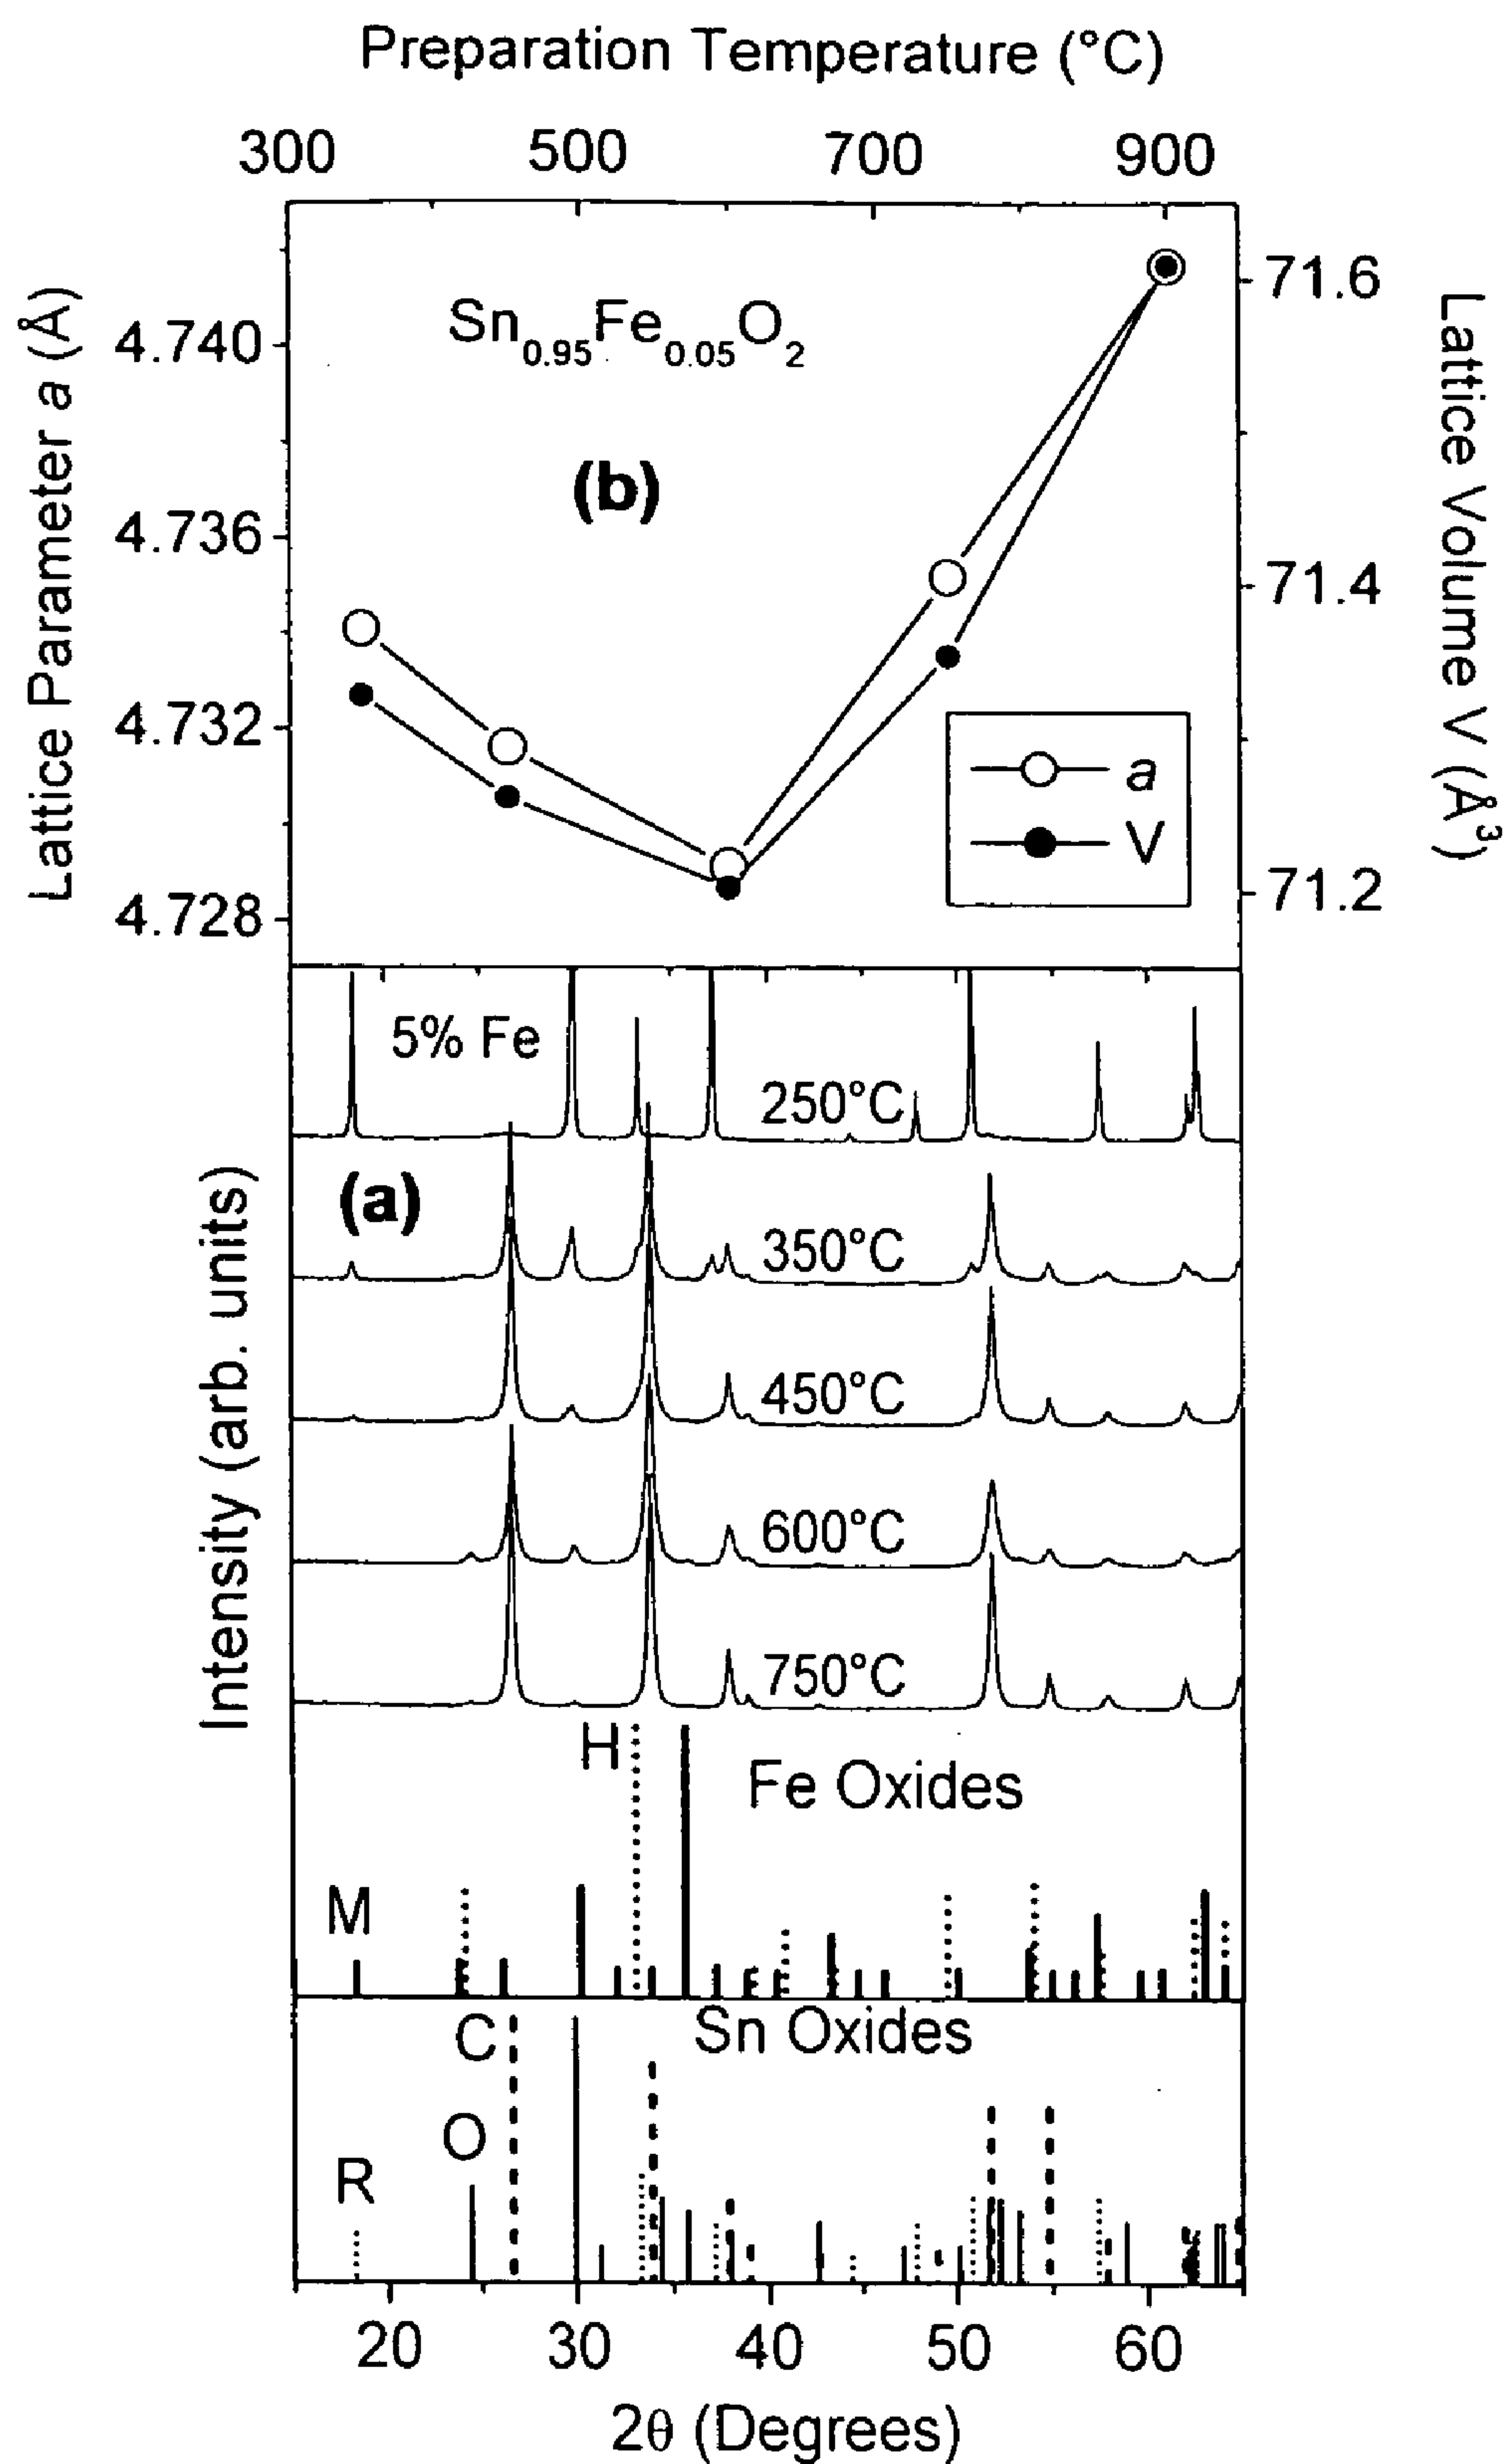 Preparation Temperature (°C)
300 500 700 900
Lattice Parameter a (Å)
4.740
4.736
4.732
4.728
Sn0.95Fe0.05O2
(b)
71.6
71.4
71.2
Lattice Volume V (Å3)
a
V
5% Fe
250°C
(a)
350°C
450°C
600°C
750°C
Intensity (arb. units)
H
Fe Oxides
M
C
Sn Oxides
O
R
20 30 40 50 60
2θ (Degrees)